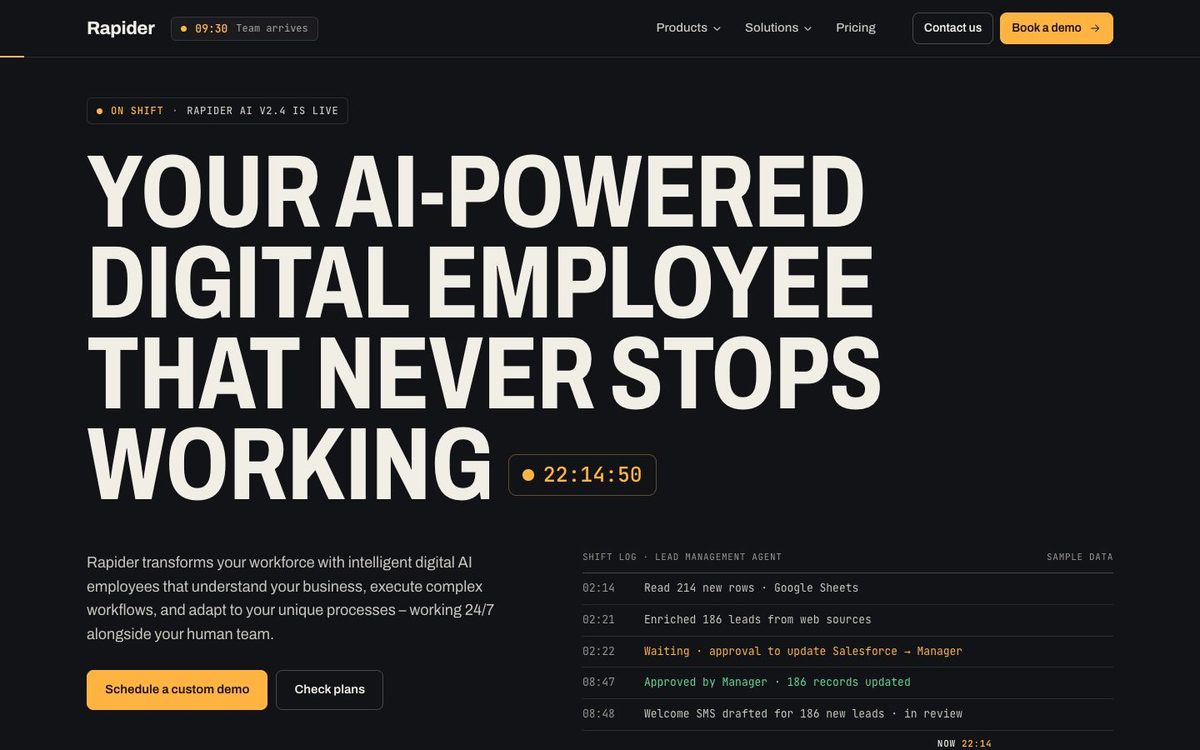 Rapider
09:30 Team arrives
Products
Solutions
Pricing
Contact us
Book a demo →
ON SHIFT · RAPIDER AI V2.4 IS LIVE
YOUR AI-POWERED
DIGITAL EMPLOYEE
THAT NEVER STOPS
WORKING 22:14:50
Rapider transforms your workforce with intelligent digital AI
employees that understand your business, execute complex
workflows, and adapt to your unique processes – working 24/7
alongside your human team.
Schedule a custom demo
Check plans
SHIFT LOG · LEAD MANAGEMENT AGENT SAMPLE DATA
02:14 Read 214 new rows · Google Sheets
02:21 Enriched 186 leads from web sources
02:22 Waiting · approval to update Salesforce → Manager
08:47 Approved by Manager · 186 records updated
08:48 Welcome SMS drafted for 186 new leads · in review
NOW 22:14